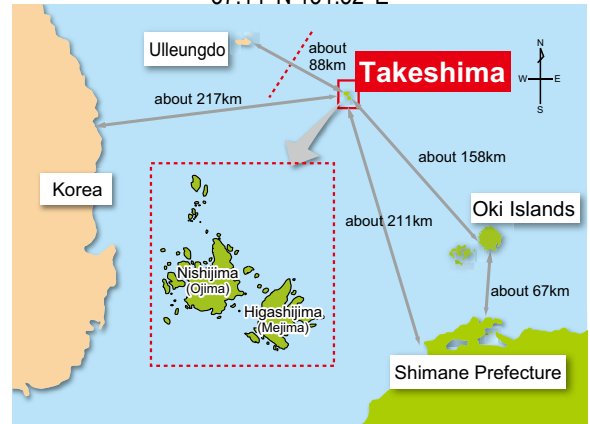 Ulleungdo
about
88km
Takeshima
N
W
E
S
about 217km
about 158km
Korea
Oki Islands
about 211km
Nishijima
(Ojima)
Higashijima
(Mejima)
about 67km
Shimane Prefecture